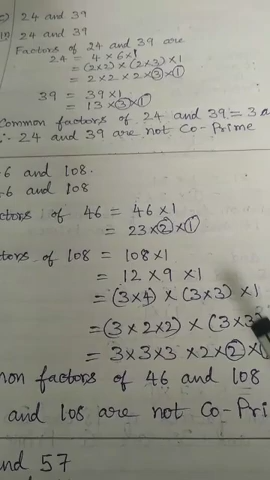 24 and 39
24 and 39
Factors of 24 and 39 are
24 = 4 × 6 × 1
= (2×2) × (2×3) × 1
= 2 × 2 × 2 × 3 × 1
39 = 39 × 1
= 13 × 3 × 1
Common factors of 24 and 39 = 3 a
∴ 24 and 39 are not Co-Prime
6 and 108.
6 and 108
ctors of 46 = 46 × 1
= 23 × 2 × 1
tors of 108 = 108 × 1
= 12 × 9 × 1
= (3×4) × (3×3) × 1
= (3 × 2 × 2) × (3 × 3
= 3 × 3 × 3 × 2 × 2 × 1
mon factors of 46 and 108
and 108 are not Co-Pri
and 57